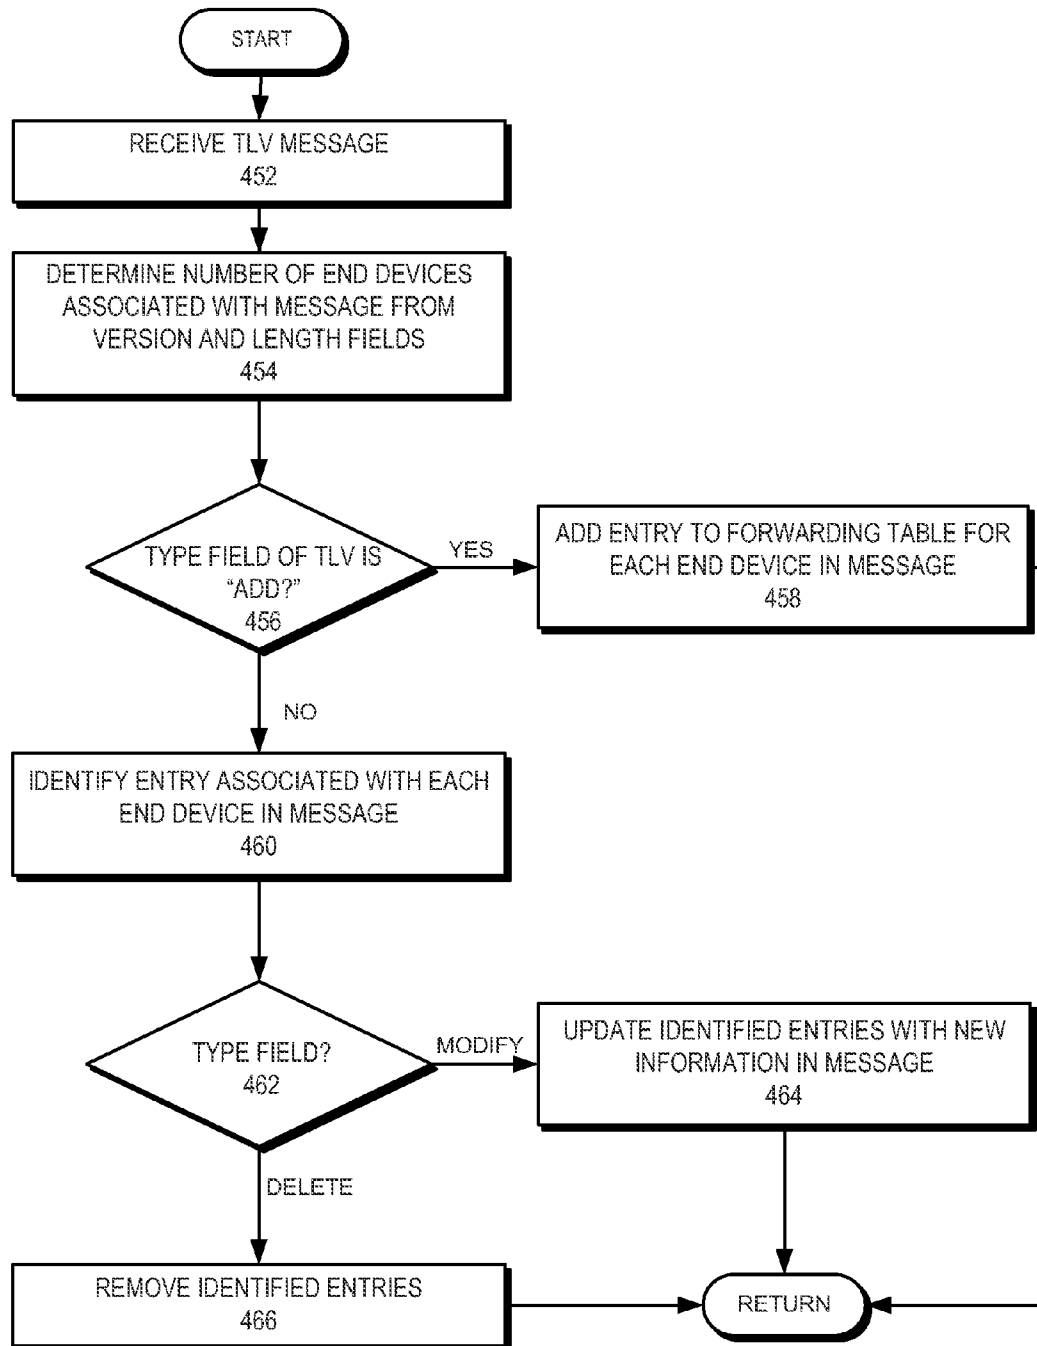 START
RECEIVE TLV MESSAGE
452
DETERMINE NUMBER OF END DEVICES
ASSOCIATED WITH MESSAGE FROM
VERSION AND LENGTH FIELDS
454
TYPE FIELD OF TLV IS
“ADD?”
456
YES
ADD ENTRY TO FORWARDING TABLE FOR
EACH END DEVICE IN MESSAGE
458
NO
IDENTIFY ENTRY ASSOCIATED WITH EACH
END DEVICE IN MESSAGE
460
TYPE FIELD?
462
MODIFY
UPDATE IDENTIFIED ENTRIES WITH NEW
INFORMATION IN MESSAGE
464
DELETE
REMOVE IDENTIFIED ENTRIES
466
RETURN